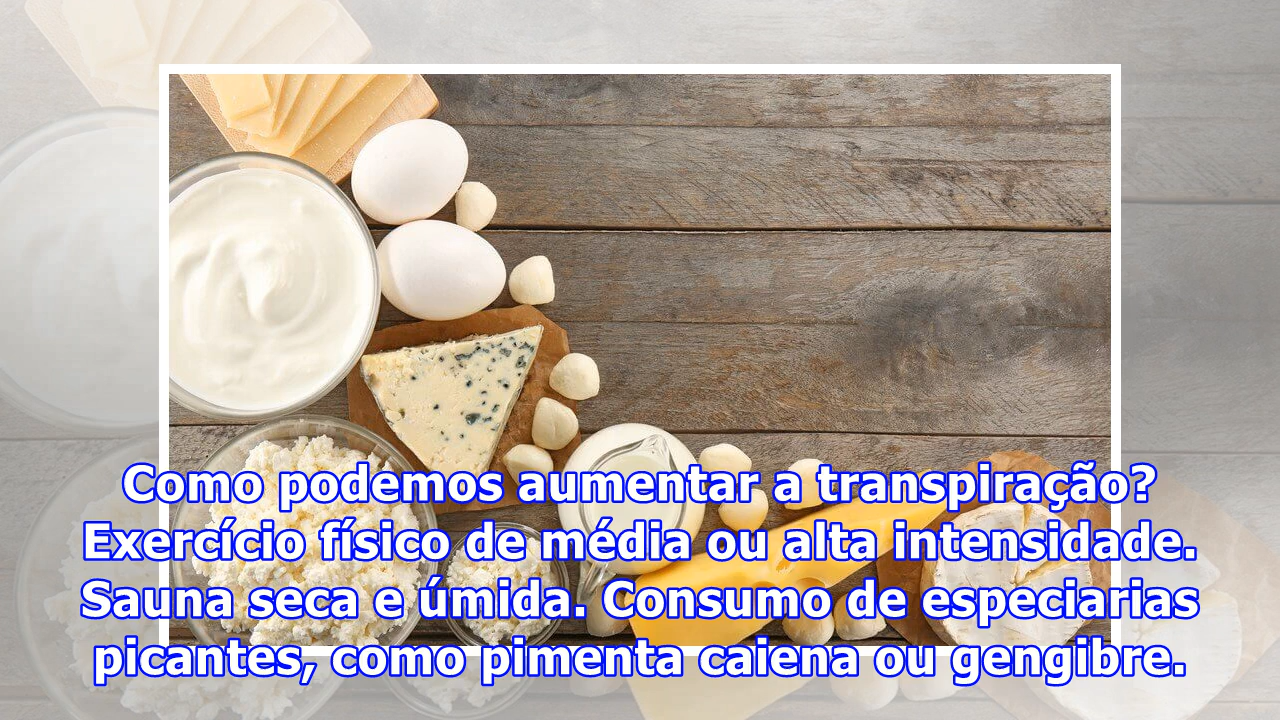 Como podemos aumentar a transpiração?
Exercício físico de média ou alta intensidade.
Sauna seca e úmida. Consumo de especiarias
picantes, como pimenta caiena ou gengibre.